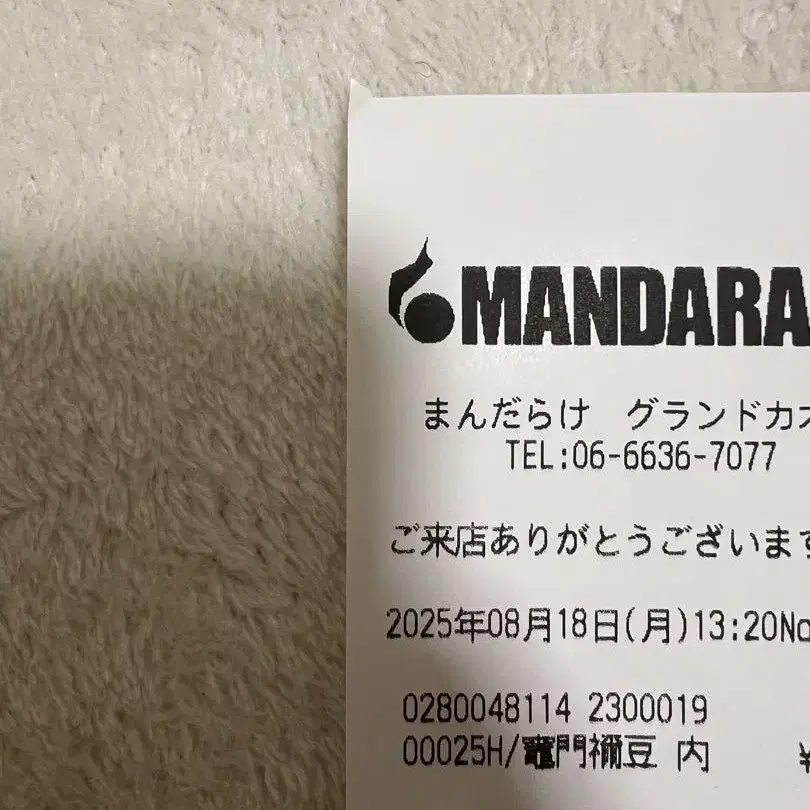 MANDARA
まんだらけ グランドカオ
TEL:06-6636-7077
ご来店ありがとうございます
2025年08月18日(月)13:20No
0280048114 2300019
00025H/竈門禰豆 内 ¥